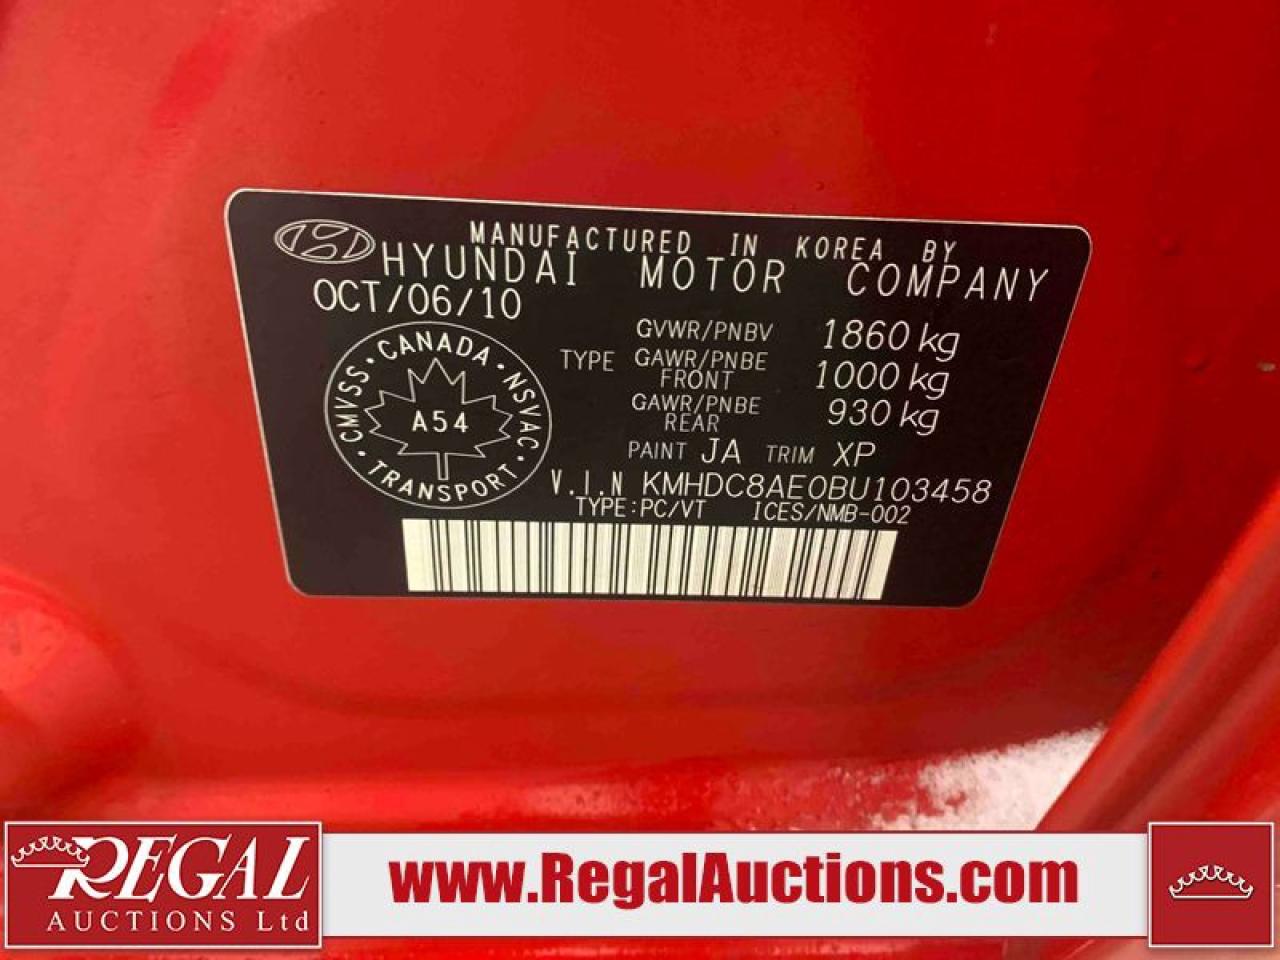 MANUFACTURED IN KOREA BY
HYUNDAI MOTOR COMPANY
OCT/06/10
GVWR/PNBV 1860 kg
TYPE GAWR/PNBE FRONT 1000 kg
GAWR/PNBE REAR 930 kg
PAINT JA TRIM XP
V.I.N KMHDC8AE0BU103458
TYPE:PC/VT ICES/NMB-002
CANADA · NSVAC · TRANSPORT · CMVSS ·
A54
REGAL
AUCTIONS Ltd
www.RegalAuctions.com